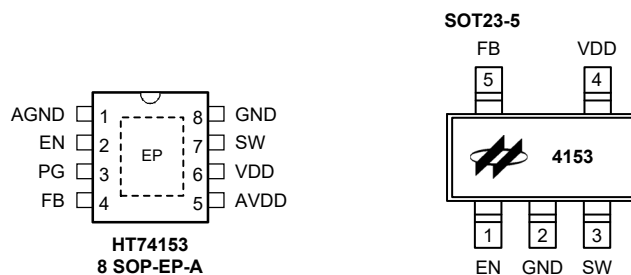 SOT23-5
FB VDD
5 4
4153
1 2 3
EN GND SW
AGND 1 8 GND
EN 2 7 SW
EP
PG 3 6 VDD
FB 4 5 AVDD
HT74153
8 SOP-EP-A